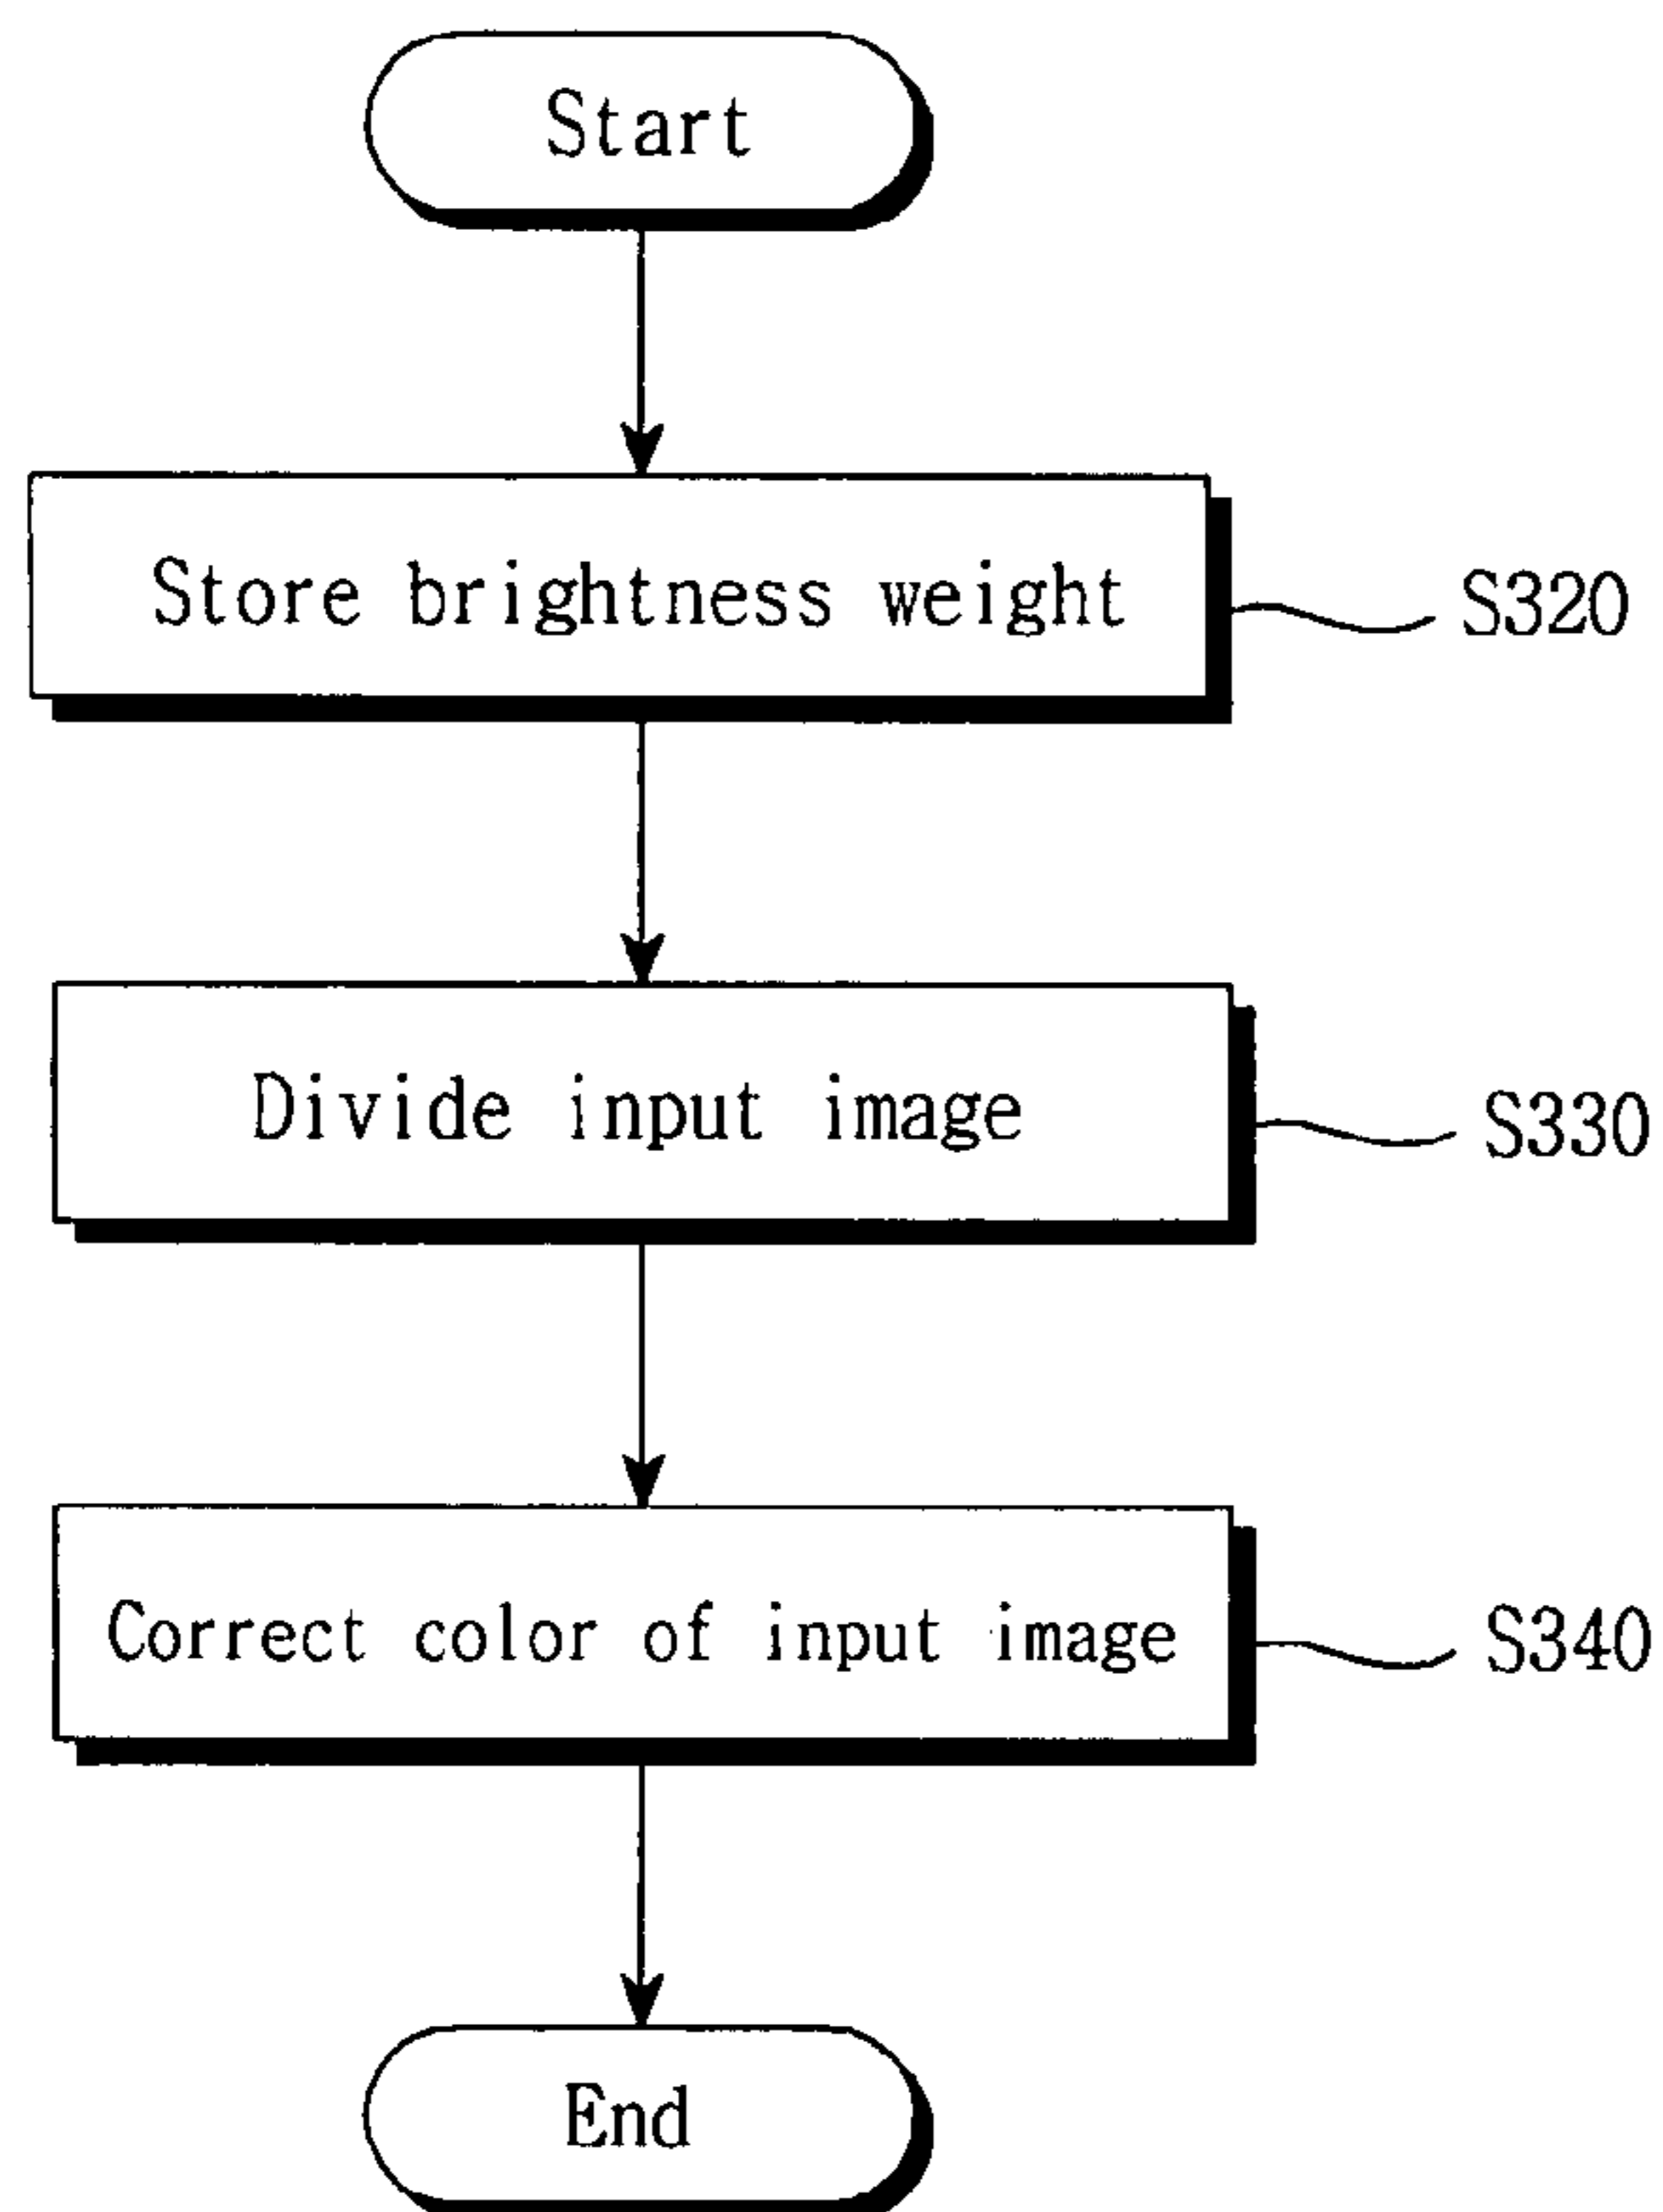 Start
Store brightness weight
S320
Divide input image
S330
Correct color of input image
S340
End